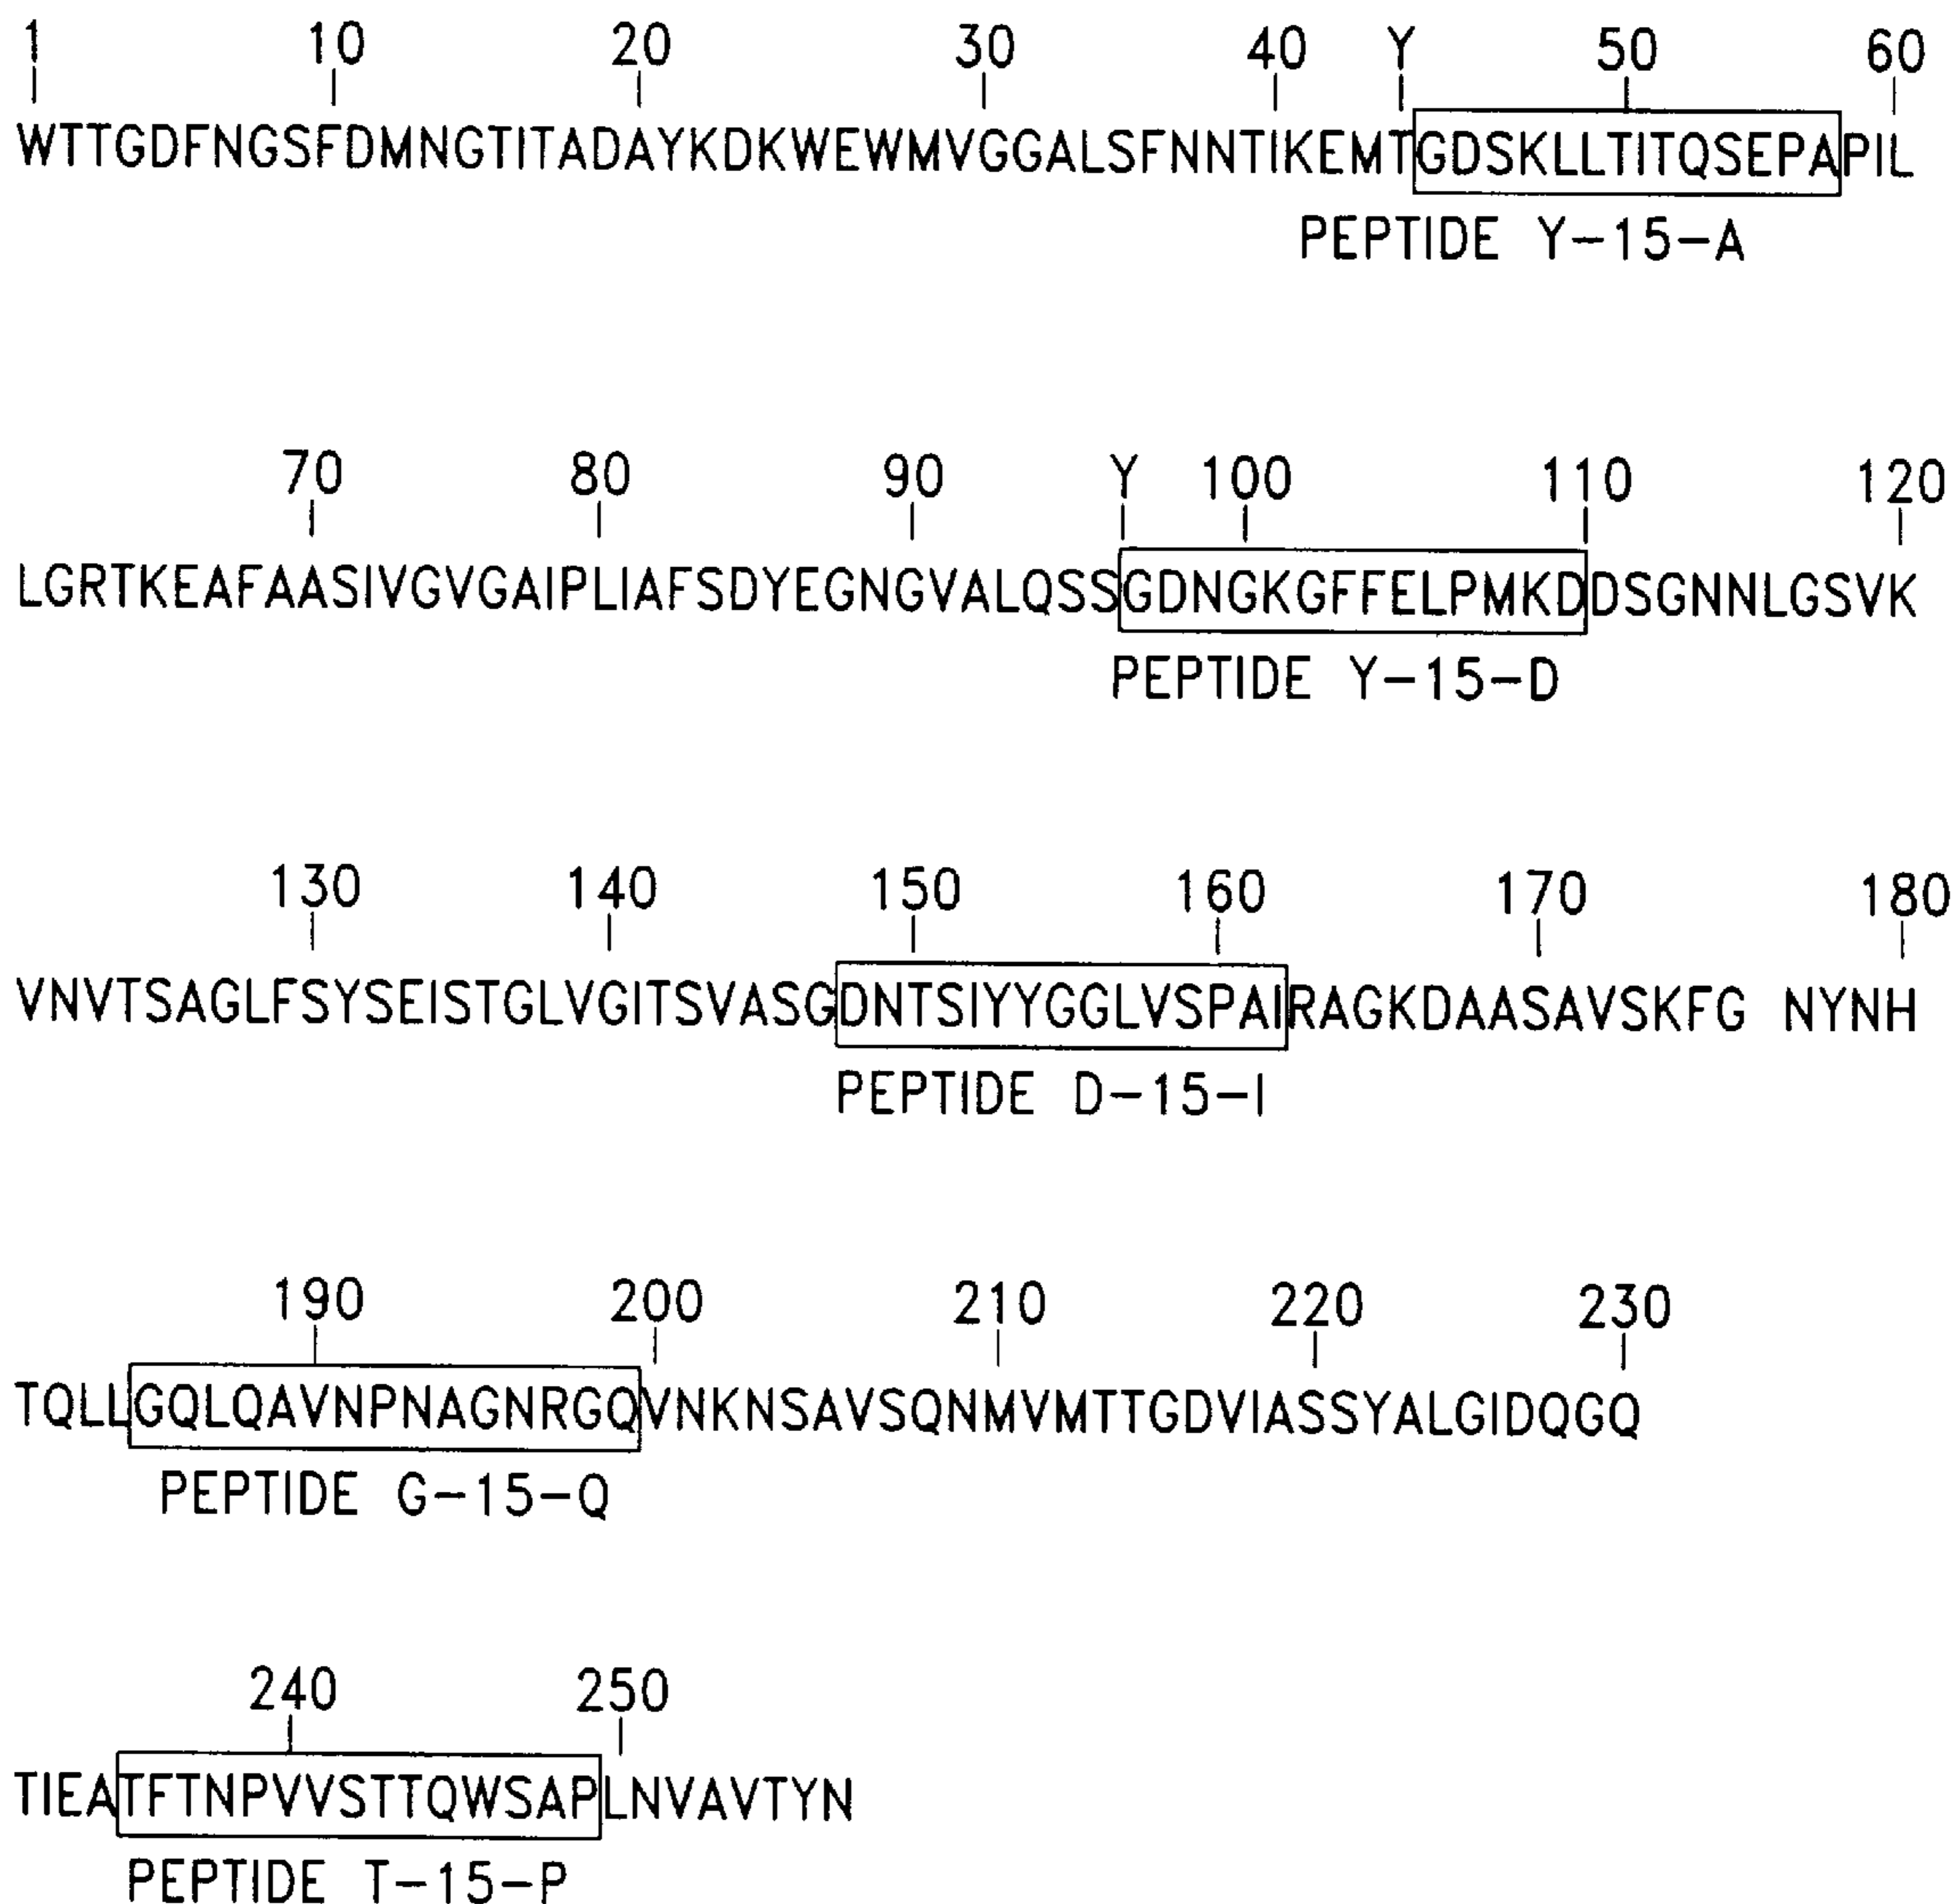 1 10 20 30 40 Y 50 60
WTTGDFNGSFDMNGTITADAYKDKWEWMVGGALSFNNTIKEMTGDSKLLTITQSEPAPIL
PEPTIDE Y-15-A
70 80 90 Y 100 110 120
LGRTKEAFAASIVGVGAIPLIAFSDYEGNGVALQSSGDNGKGFFELPMKDDSGNNLGSVK
PEPTIDE Y-15-D
130 140 150 160 170 180
VNVTSAGLFSYSEISTGLVGITSVASGDNTSIYYGGLVSPAIRAGKDAASAVSKFG NYNH
PEPTIDE D-15-I
190 200 210 220 230
TQLLGQLQAVNPNAGNRGQVNKNSAVSQNMVMTTGDVIASSYALGIDQGQ
PEPTIDE G-15-Q
240 250
TIEATFTNPVVSTTQWSAPLNVAVTYN
PEPTIDE T-15-P